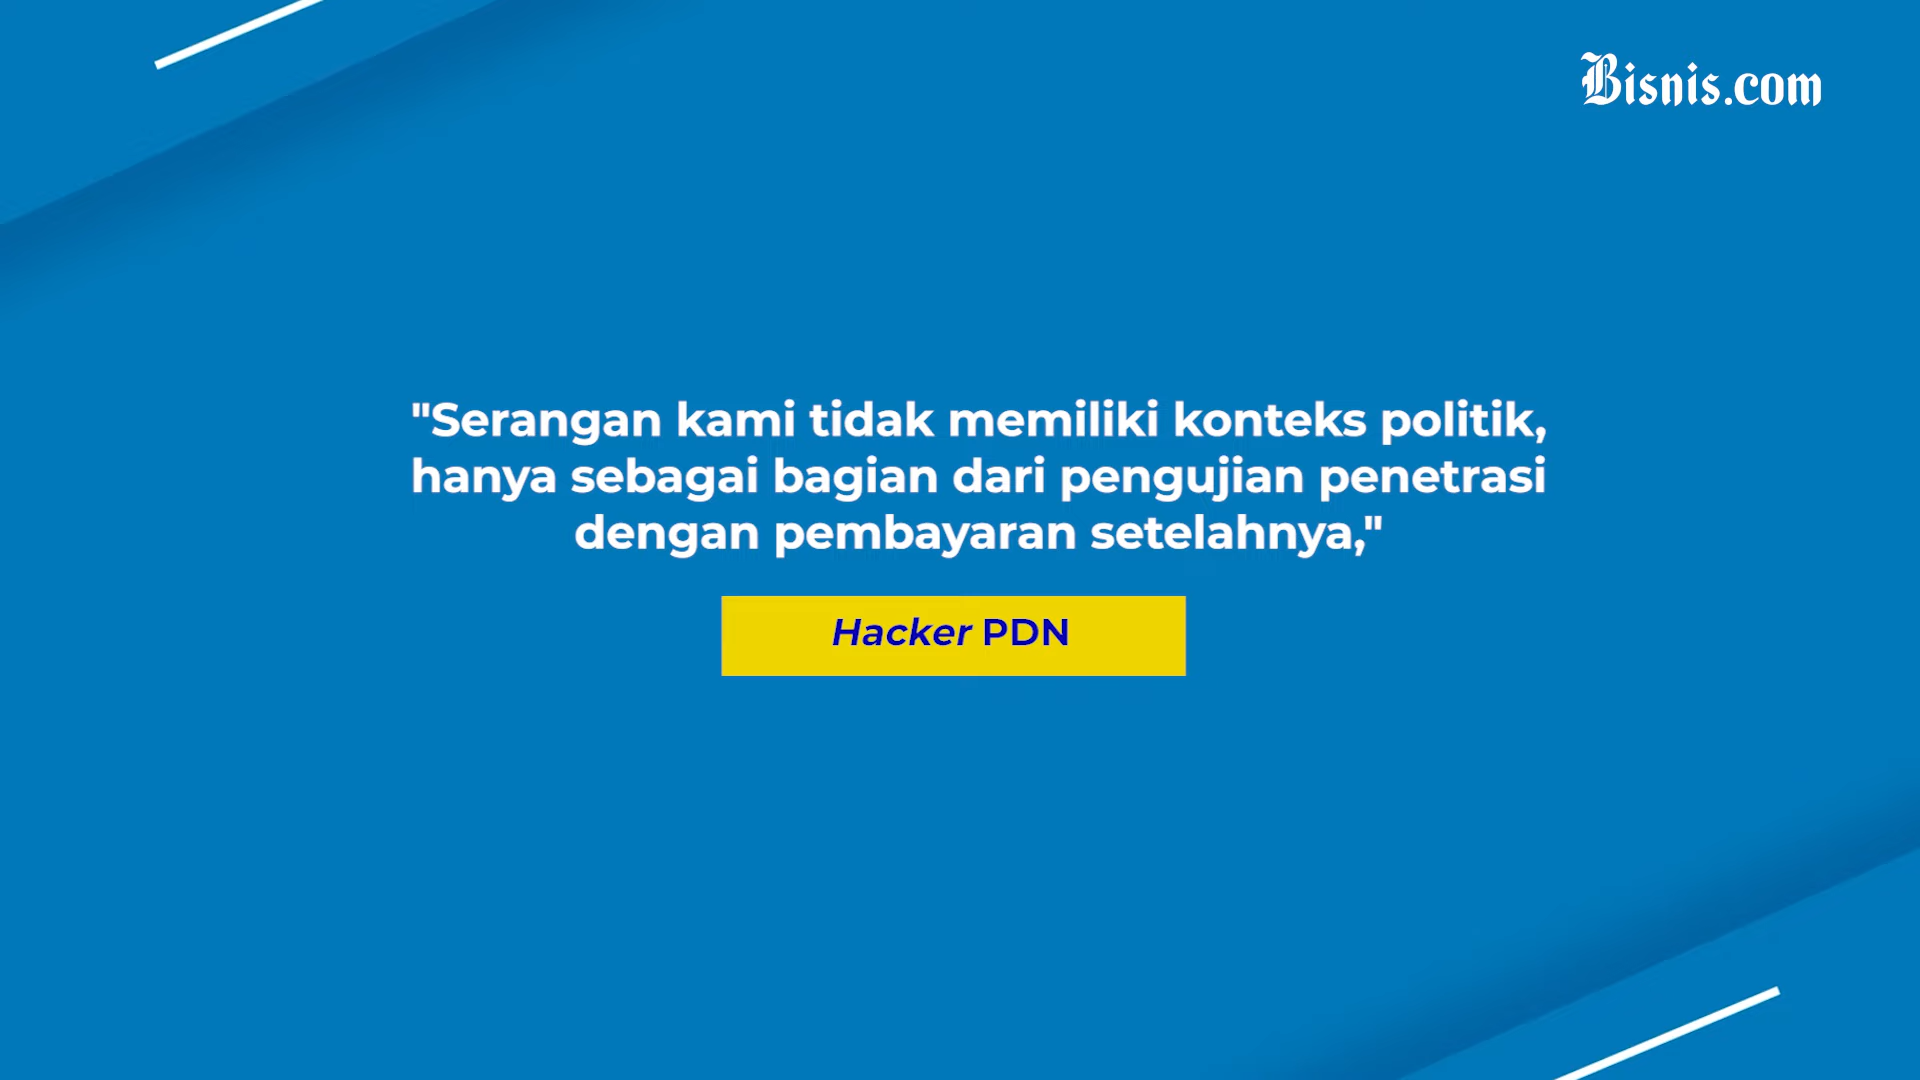 Bisnis.com
"Serangan kami tidak memiliki konteks politik,
hanya sebagai bagian dari pengujian penetrasi
dengan pembayaran setelahnya,"
Hacker PDN